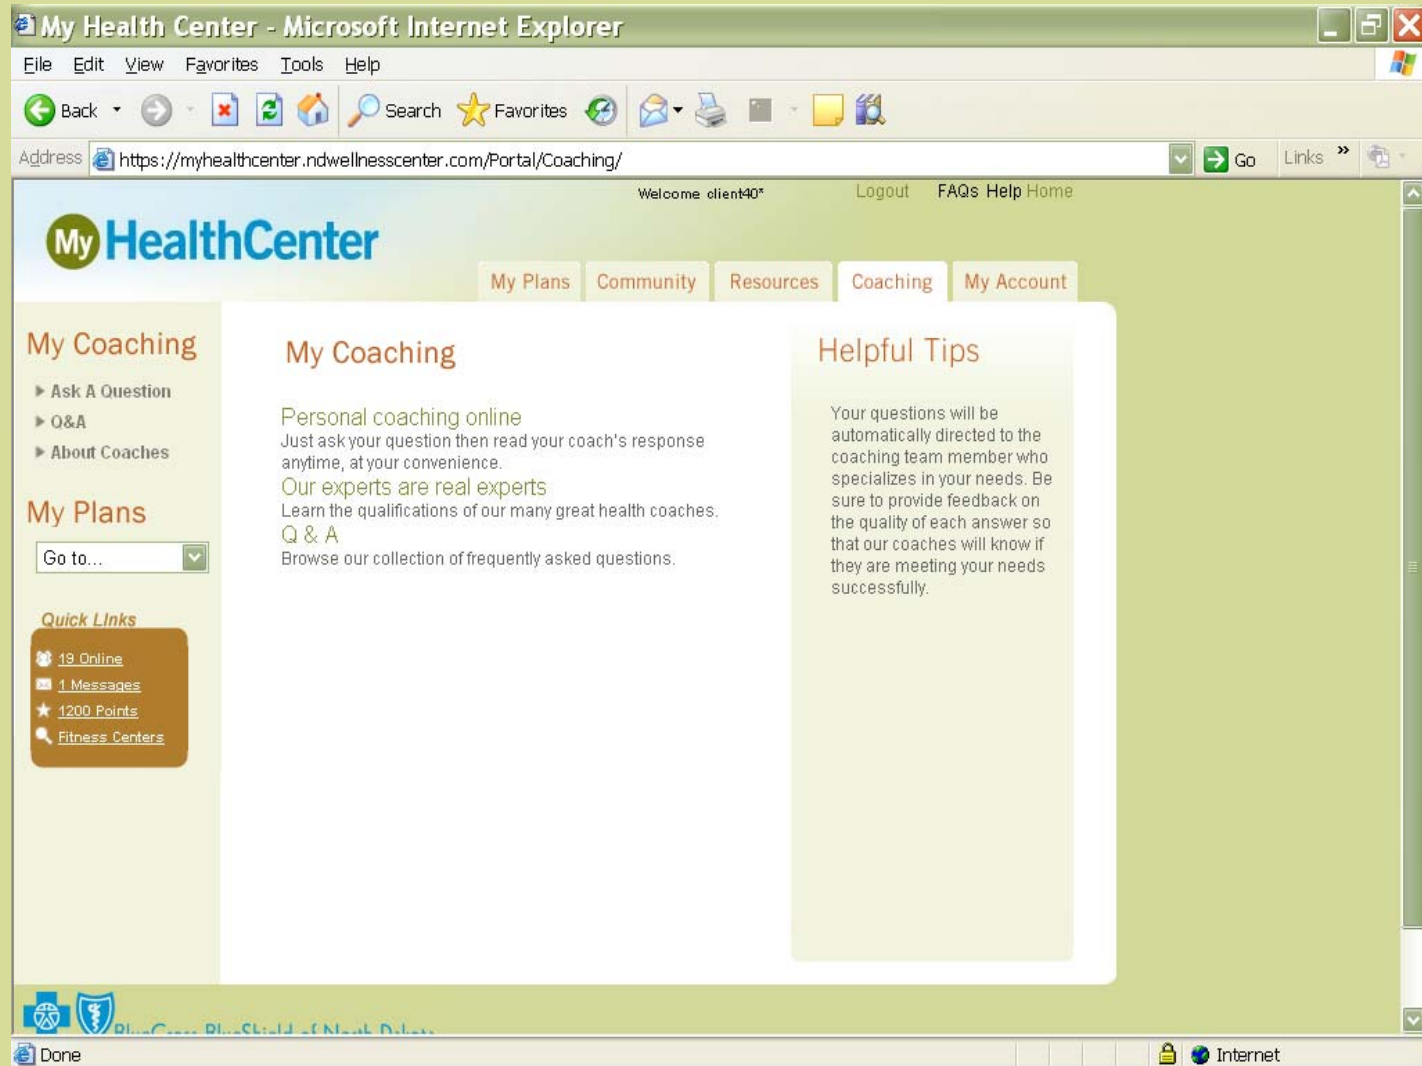 My Health Center - Microsoft Internet Explorer
File Edit View Favorites Tools Help
Back Search Favorites
Address https://myhealthcenter.ndwellnesscenter.com/Portal/Coaching/ Go Links »
Welcome client40* Logout FAQs Help Home
My HealthCenter
My Plans Community Resources Coaching My Account
My Coaching
Ask A Question
Q&A
About Coaches
My Plans
Go to...
Quick LInks
19 Online
1 Messages
1200 Points
Fitness Centers
My Coaching
Personal coaching online
Just ask your question then read your coach's response
anytime, at your convenience.
Our experts are real experts
Learn the qualifications of our many great health coaches.
Q & A
Browse our collection of frequently asked questions.
Helpful Tips
Your questions will be
automatically directed to the
coaching team member who
specializes in your needs. Be
sure to provide feedback on
the quality of each answer so
that our coaches will know if
they are meeting your needs
successfully.
BlueCross BlueShield of North Dakota
Done Internet